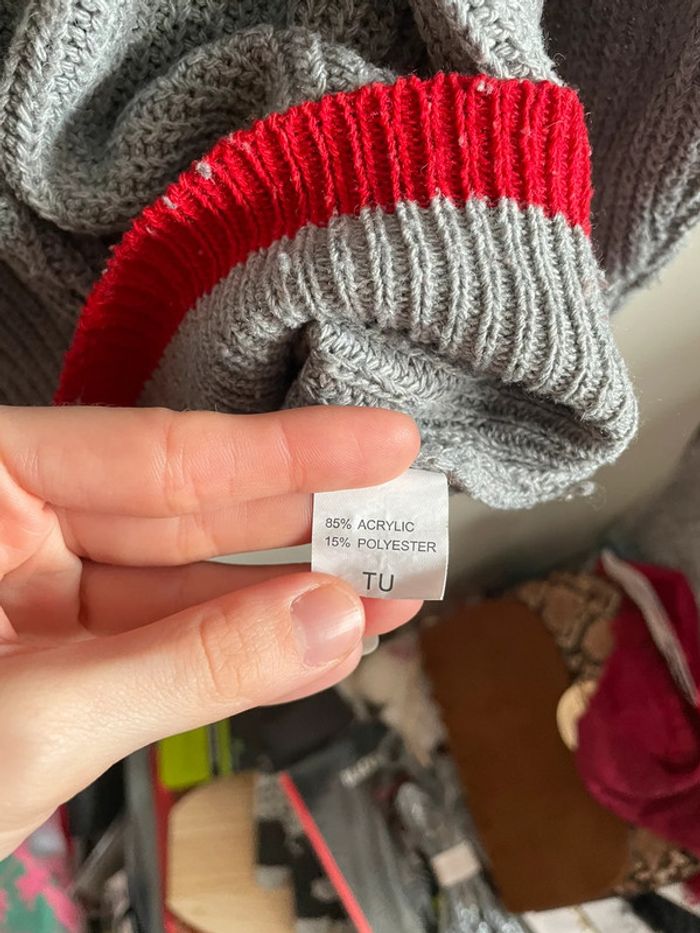 85% ACRYLIC
15% POLYESTER
TU